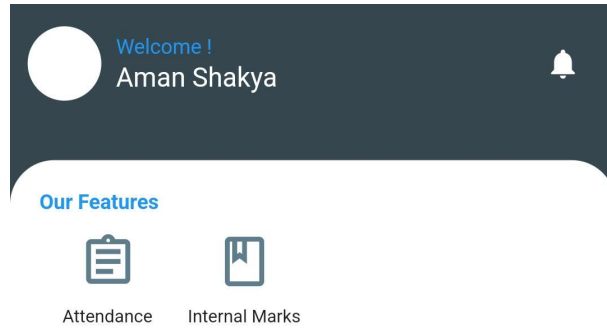 Welcome !
Aman Shakya
Our Features
Attendance
Internal Marks